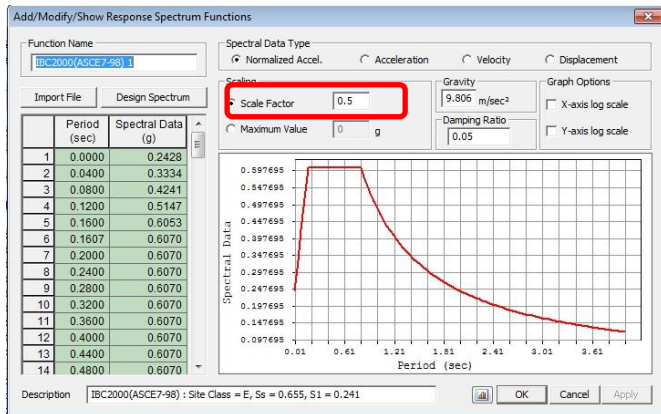 Add/Modify/Show Response Spectrum Functions
Function Name
IBC2000(ASCE7-98) 1
Import File
Design Spectrum
Spectral Data Type
Normalized Accel.
Acceleration
Velocity
Displacement
Scaling
Scale Factor
0.5
Maximum Value
0
g
Gravity
9.806 m/sec²
Damping Ratio
0.05
Graph Options
X-axis log scale
Y-axis log scale
Period (sec) Spectral Data (g)
1 0.0000 0.2428
2 0.0400 0.3334
3 0.0800 0.4241
4 0.1200 0.5147
5 0.1600 0.6053
6 0.1607 0.6070
7 0.2000 0.6070
8 0.2400 0.6070
9 0.2800 0.6070
10 0.3200 0.6070
11 0.3600 0.6070
12 0.4000 0.6070
13 0.4400 0.6070
14 0.4800 0.6070
Spectral Data
0.597695
0.547695
0.497695
0.447695
0.397695
0.347695
0.297695
0.247695
0.197695
0.147695
0.097695
0.01 0.61 1.21 1.81 2.41 3.01 3.61
Period (sec)
Description
IBC2000(ASCE7-98) : Site Class = E, Ss = 0.655, S1 = 0.241
OK
Cancel
Apply